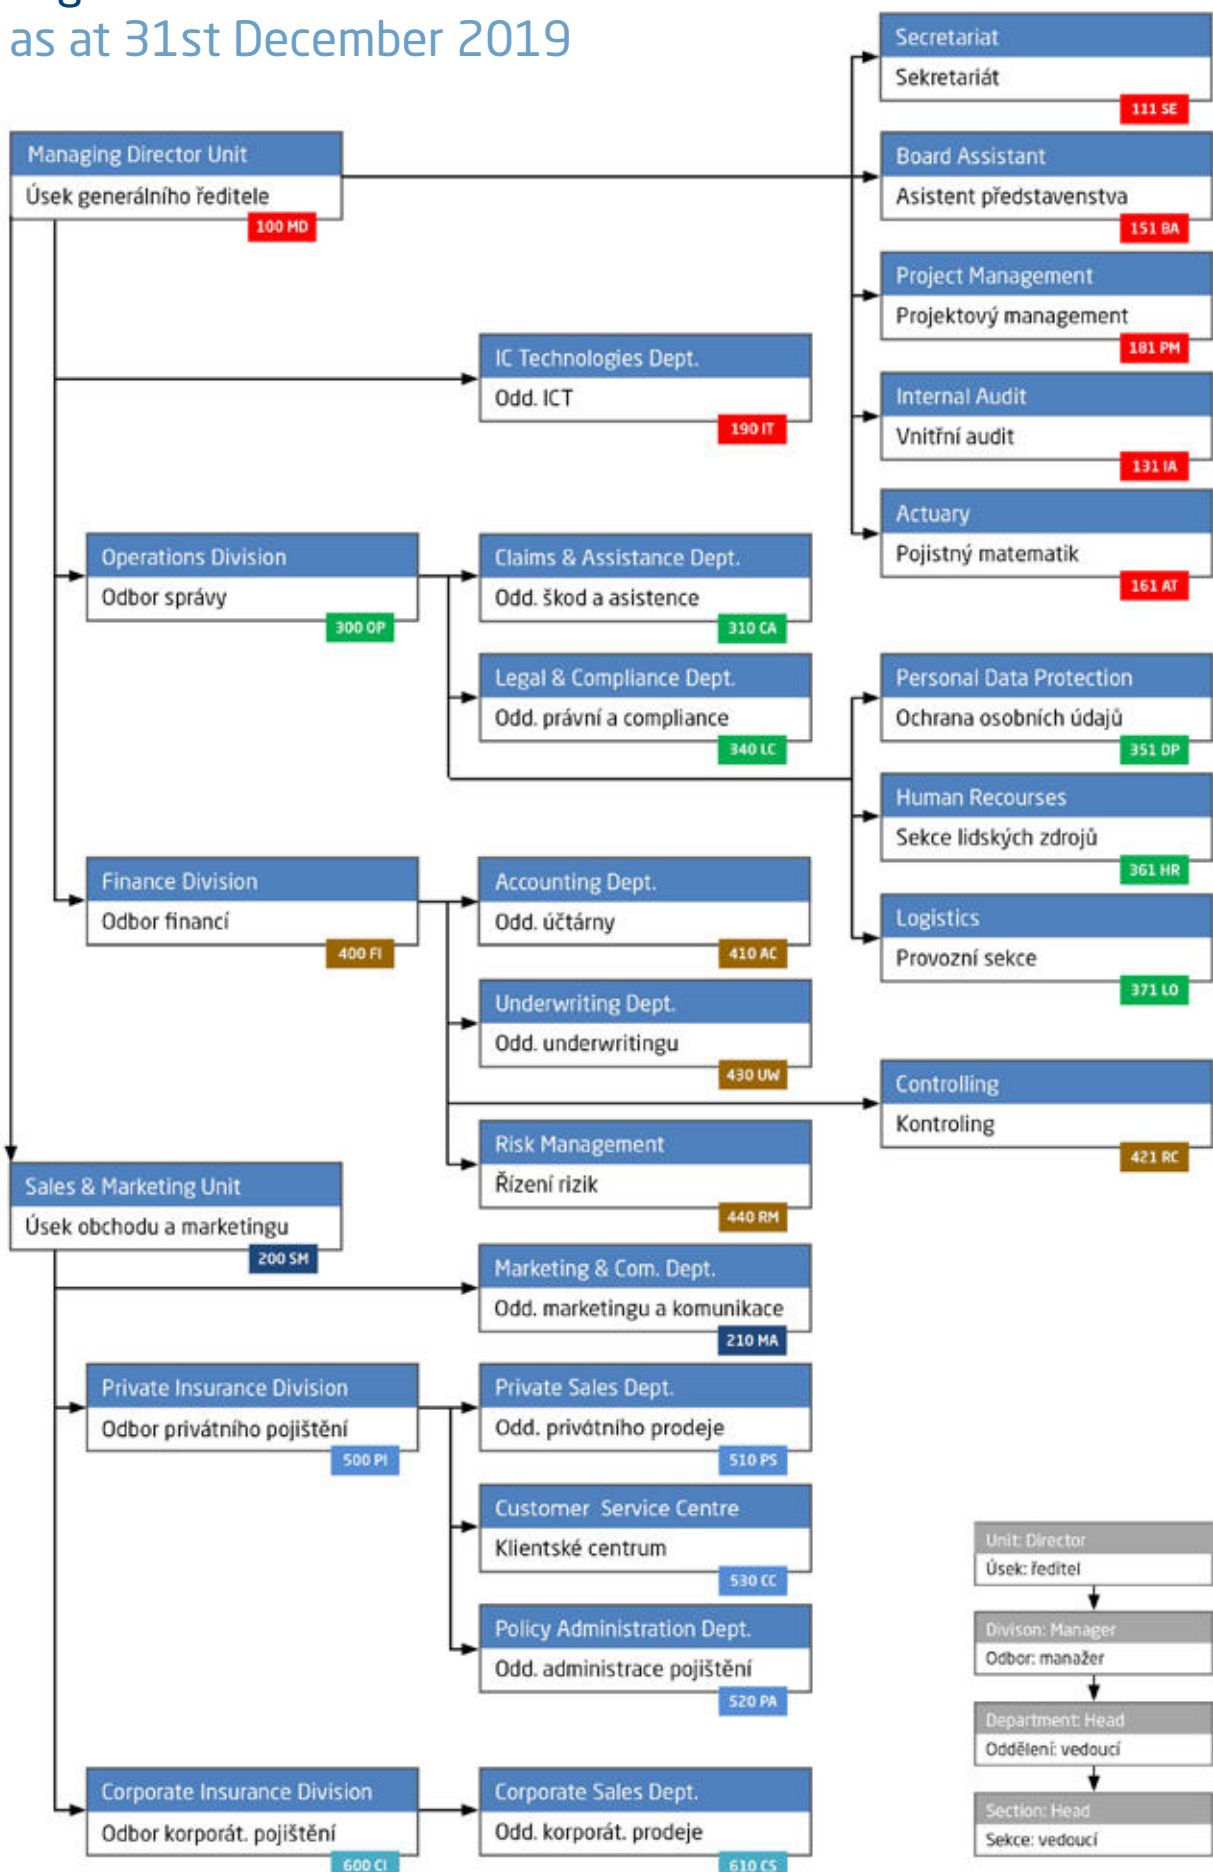 as at 31st December 2019
Secretariat
Sekretariát
111 SE
Managing Director Unit
Úsek generálního ředitele
100 MD
Board Assistant
Asistent představenstva
151 BA
Project Management
Projektový management
181 PM
IC Technologies Dept.
Odd. ICT
190 IT
Internal Audit
Vnitřní audit
131 IA
Actuary
Pojistný matematik
161 AT
Operations Division
Odbor správy
300 OP
Claims & Assistance Dept.
Odd. škod a asistence
310 CA
Legal & Compliance Dept.
Odd. právní a compliance
340 LC
Personal Data Protection
Ochrana osobních údajů
351 DP
Human Recourses
Sekce lidských zdrojů
361 HR
Finance Division
Odbor financí
400 FI
Accounting Dept.
Odd. účtárny
410 AC
Logistics
Provozní sekce
371 LO
Underwriting Dept.
Odd. underwritingu
430 UW
Controlling
Kontroling
421 RC
Risk Management
Řízení rizik
440 RM
Sales & Marketing Unit
Úsek obchodu a marketingu
200 SM
Marketing & Com. Dept.
Odd. marketingu a komunikace
210 MA
Private Insurance Division
Odbor privátního pojištění
500 PI
Private Sales Dept.
Odd. privátního prodeje
510 PS
Customer Service Centre
Klientské centrum
530 CC
Policy Administration Dept.
Odd. administrace pojištění
520 PA
Corporate Insurance Division
Odbor korporát. pojištění
600 CI
Corporate Sales Dept.
Odd. korporát. prodeje
610 CS
Unit: Director
Úsek: ředitel
Divison: Manager
Odbor: manažer
Department: Head
Oddělení: vedoucí
Section: Head
Sekce: vedoucí